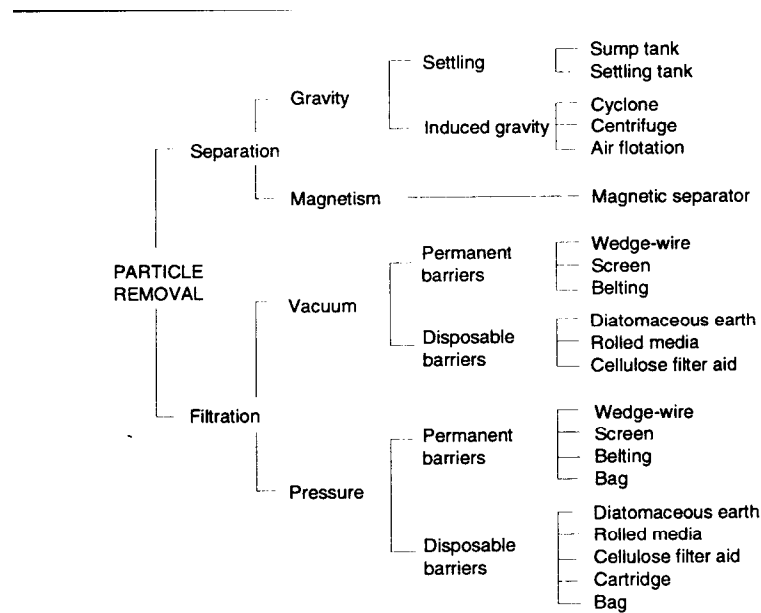 Sump tank
Settling
Settling tank
Gravity
Cyclone
Induced gravity
Centrifuge
Air flotation
Separation
Magnetism
Magnetic separator
Wedge-wire
Permanent
barriers
Screen
Belting
PARTICLE
REMOVAL
Vacuum
Diatomaceous earth
Disposable
barriers
Rolled media
Cellulose filter aid
Filtration
Wedge-wire
Permanent
barriers
Screen
Belting
Bag
Pressure
Diatomaceous earth
Rolled media
Disposable
barriers
Cellulose filter aid
Cartridge
Bag